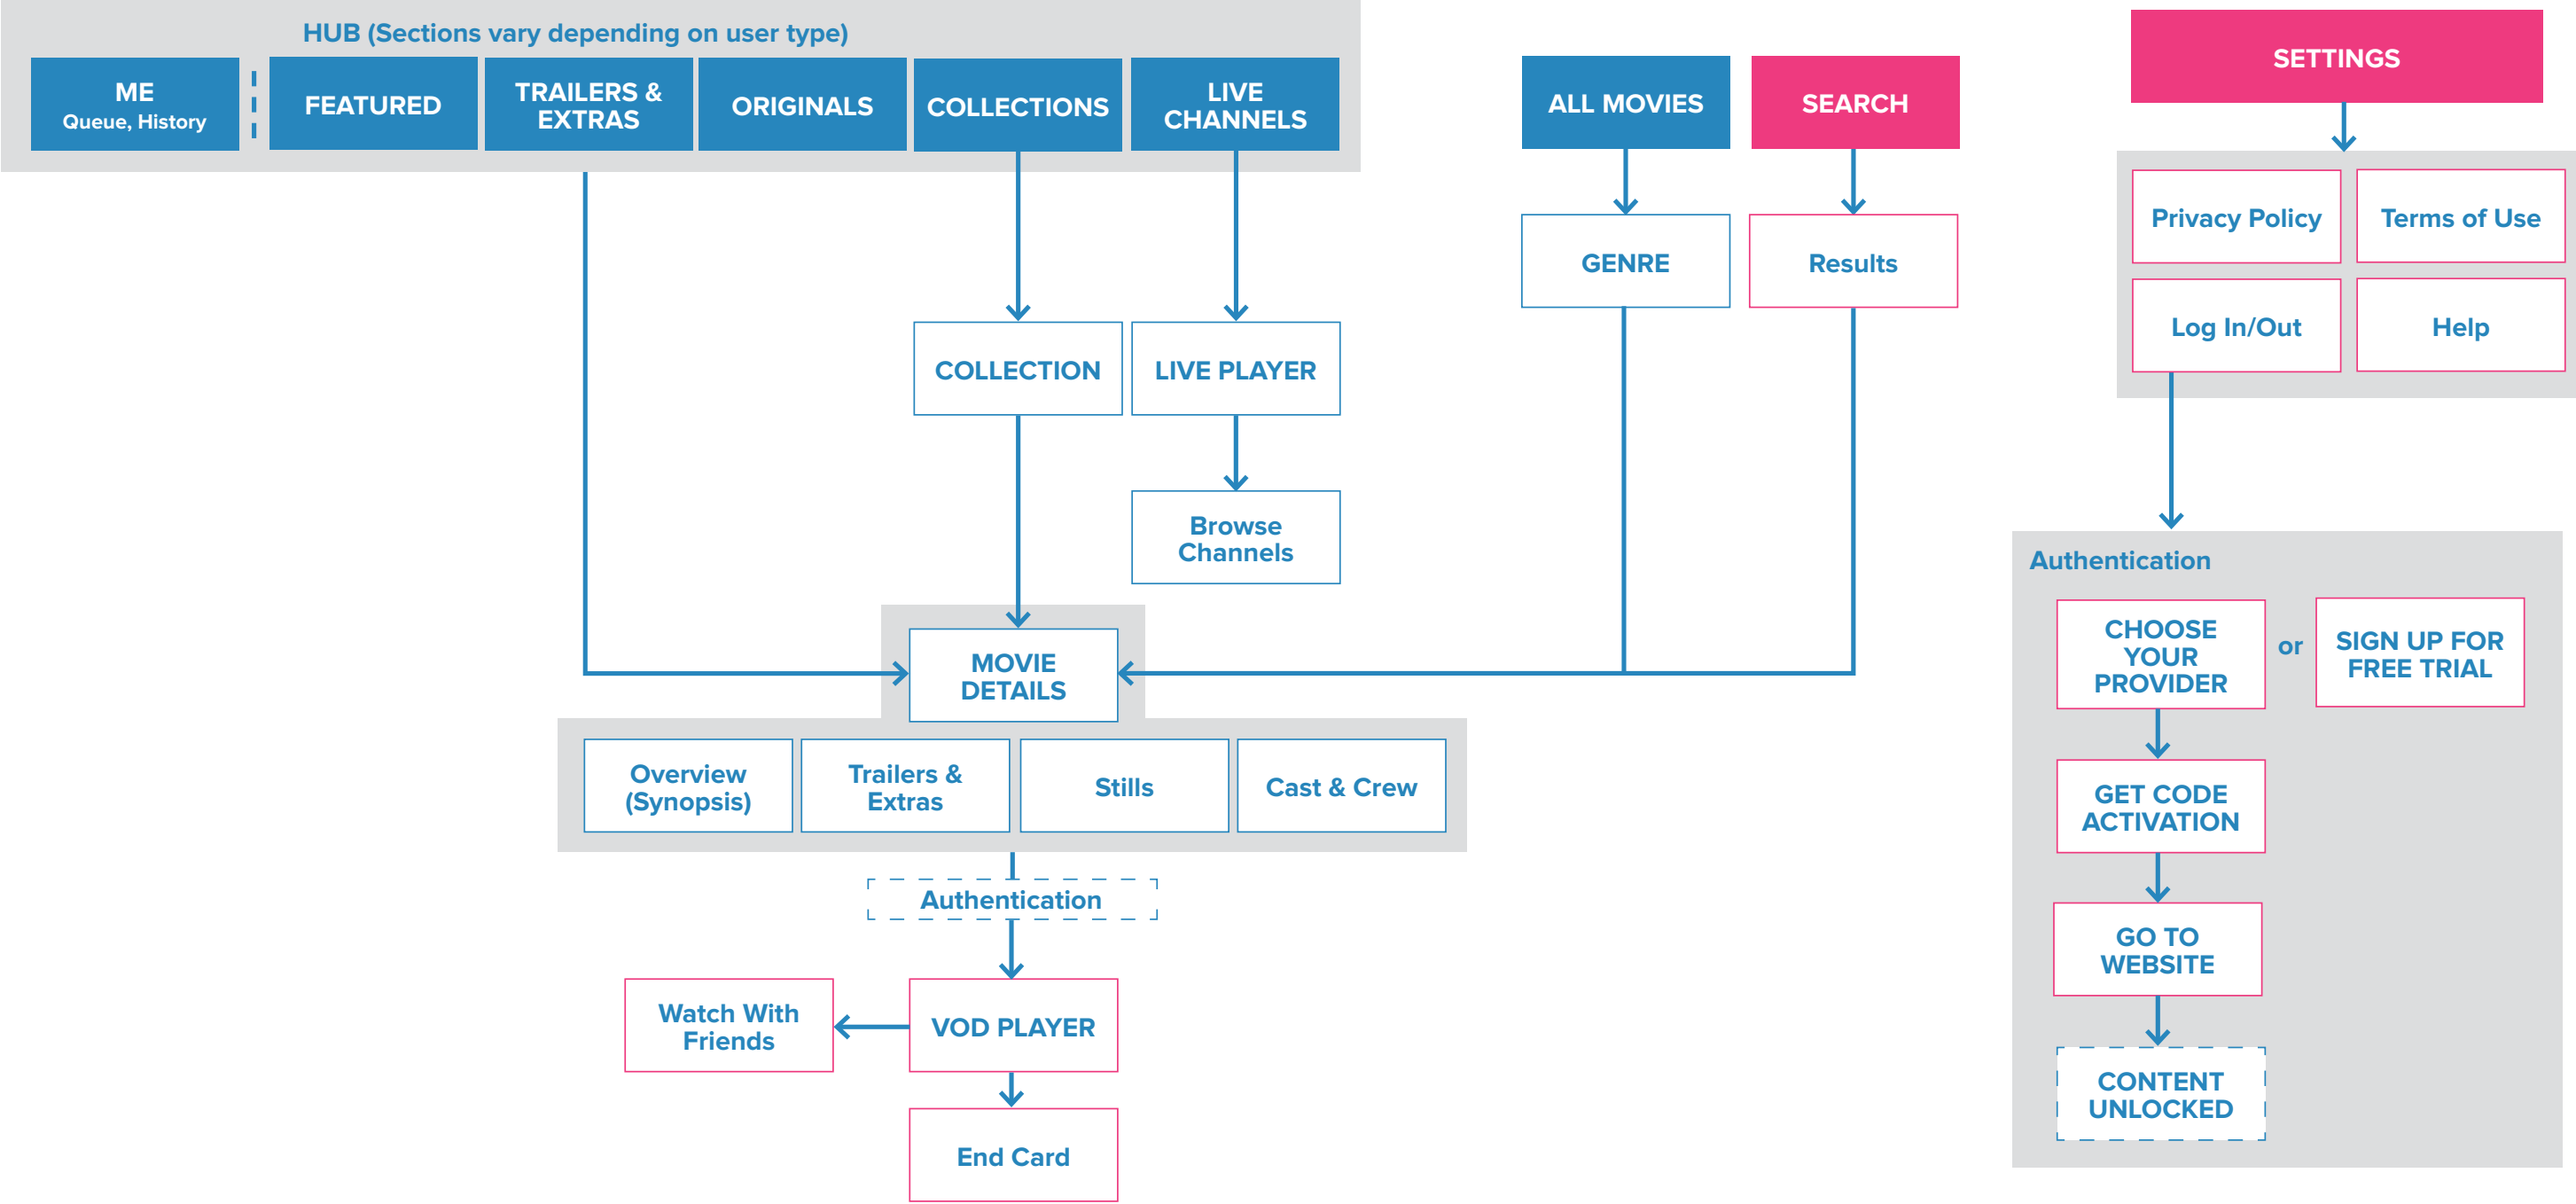 HUB (Sections vary depending on user type)
ME
Queue, History
FEATURED
TRAILERS &
EXTRAS
ORIGINALS
COLLECTIONS
LIVE
CHANNELS
ALL MOVIES
SEARCH
SETTINGS
GENRE
Results
Privacy Policy
Terms of Use
Log In/Out
Help
COLLECTION
LIVE PLAYER
Browse
Channels
MOVIE
DETAILS
Overview
(Synopsis)
Trailers &
Extras
Stills
Cast & Crew
Authentication
Watch With
Friends
VOD PLAYER
End Card
Authentication
CHOOSE
YOUR
PROVIDER
or
SIGN UP FOR
FREE TRIAL
GET CODE
ACTIVATION
GO TO
WEBSITE
CONTENT
UNLOCKED